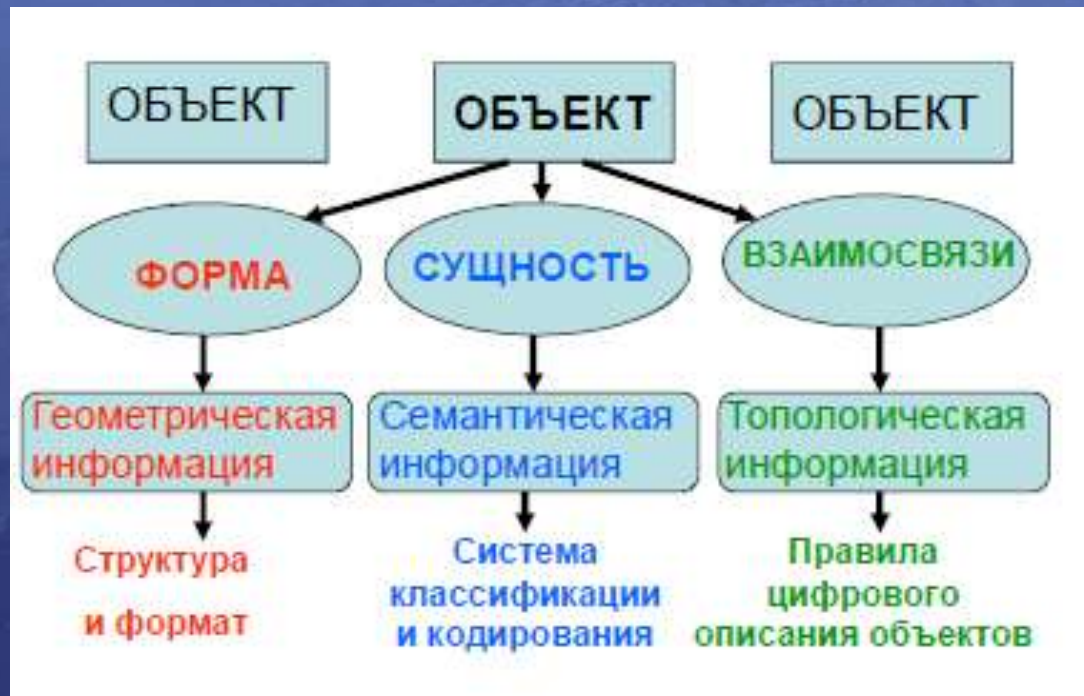 ОБЪЕКТ
ОБЪЕКТ
ОБЪЕКТ
ФОРМА
СУЩНОСТЬ
ВЗАИМОСВЯЗИ
Геометрическая
информация
Семантическая
информация
Топологическая
информация
Структура
и формат
Система
классификации
и кодирования
Правила
цифрового
описания объектов